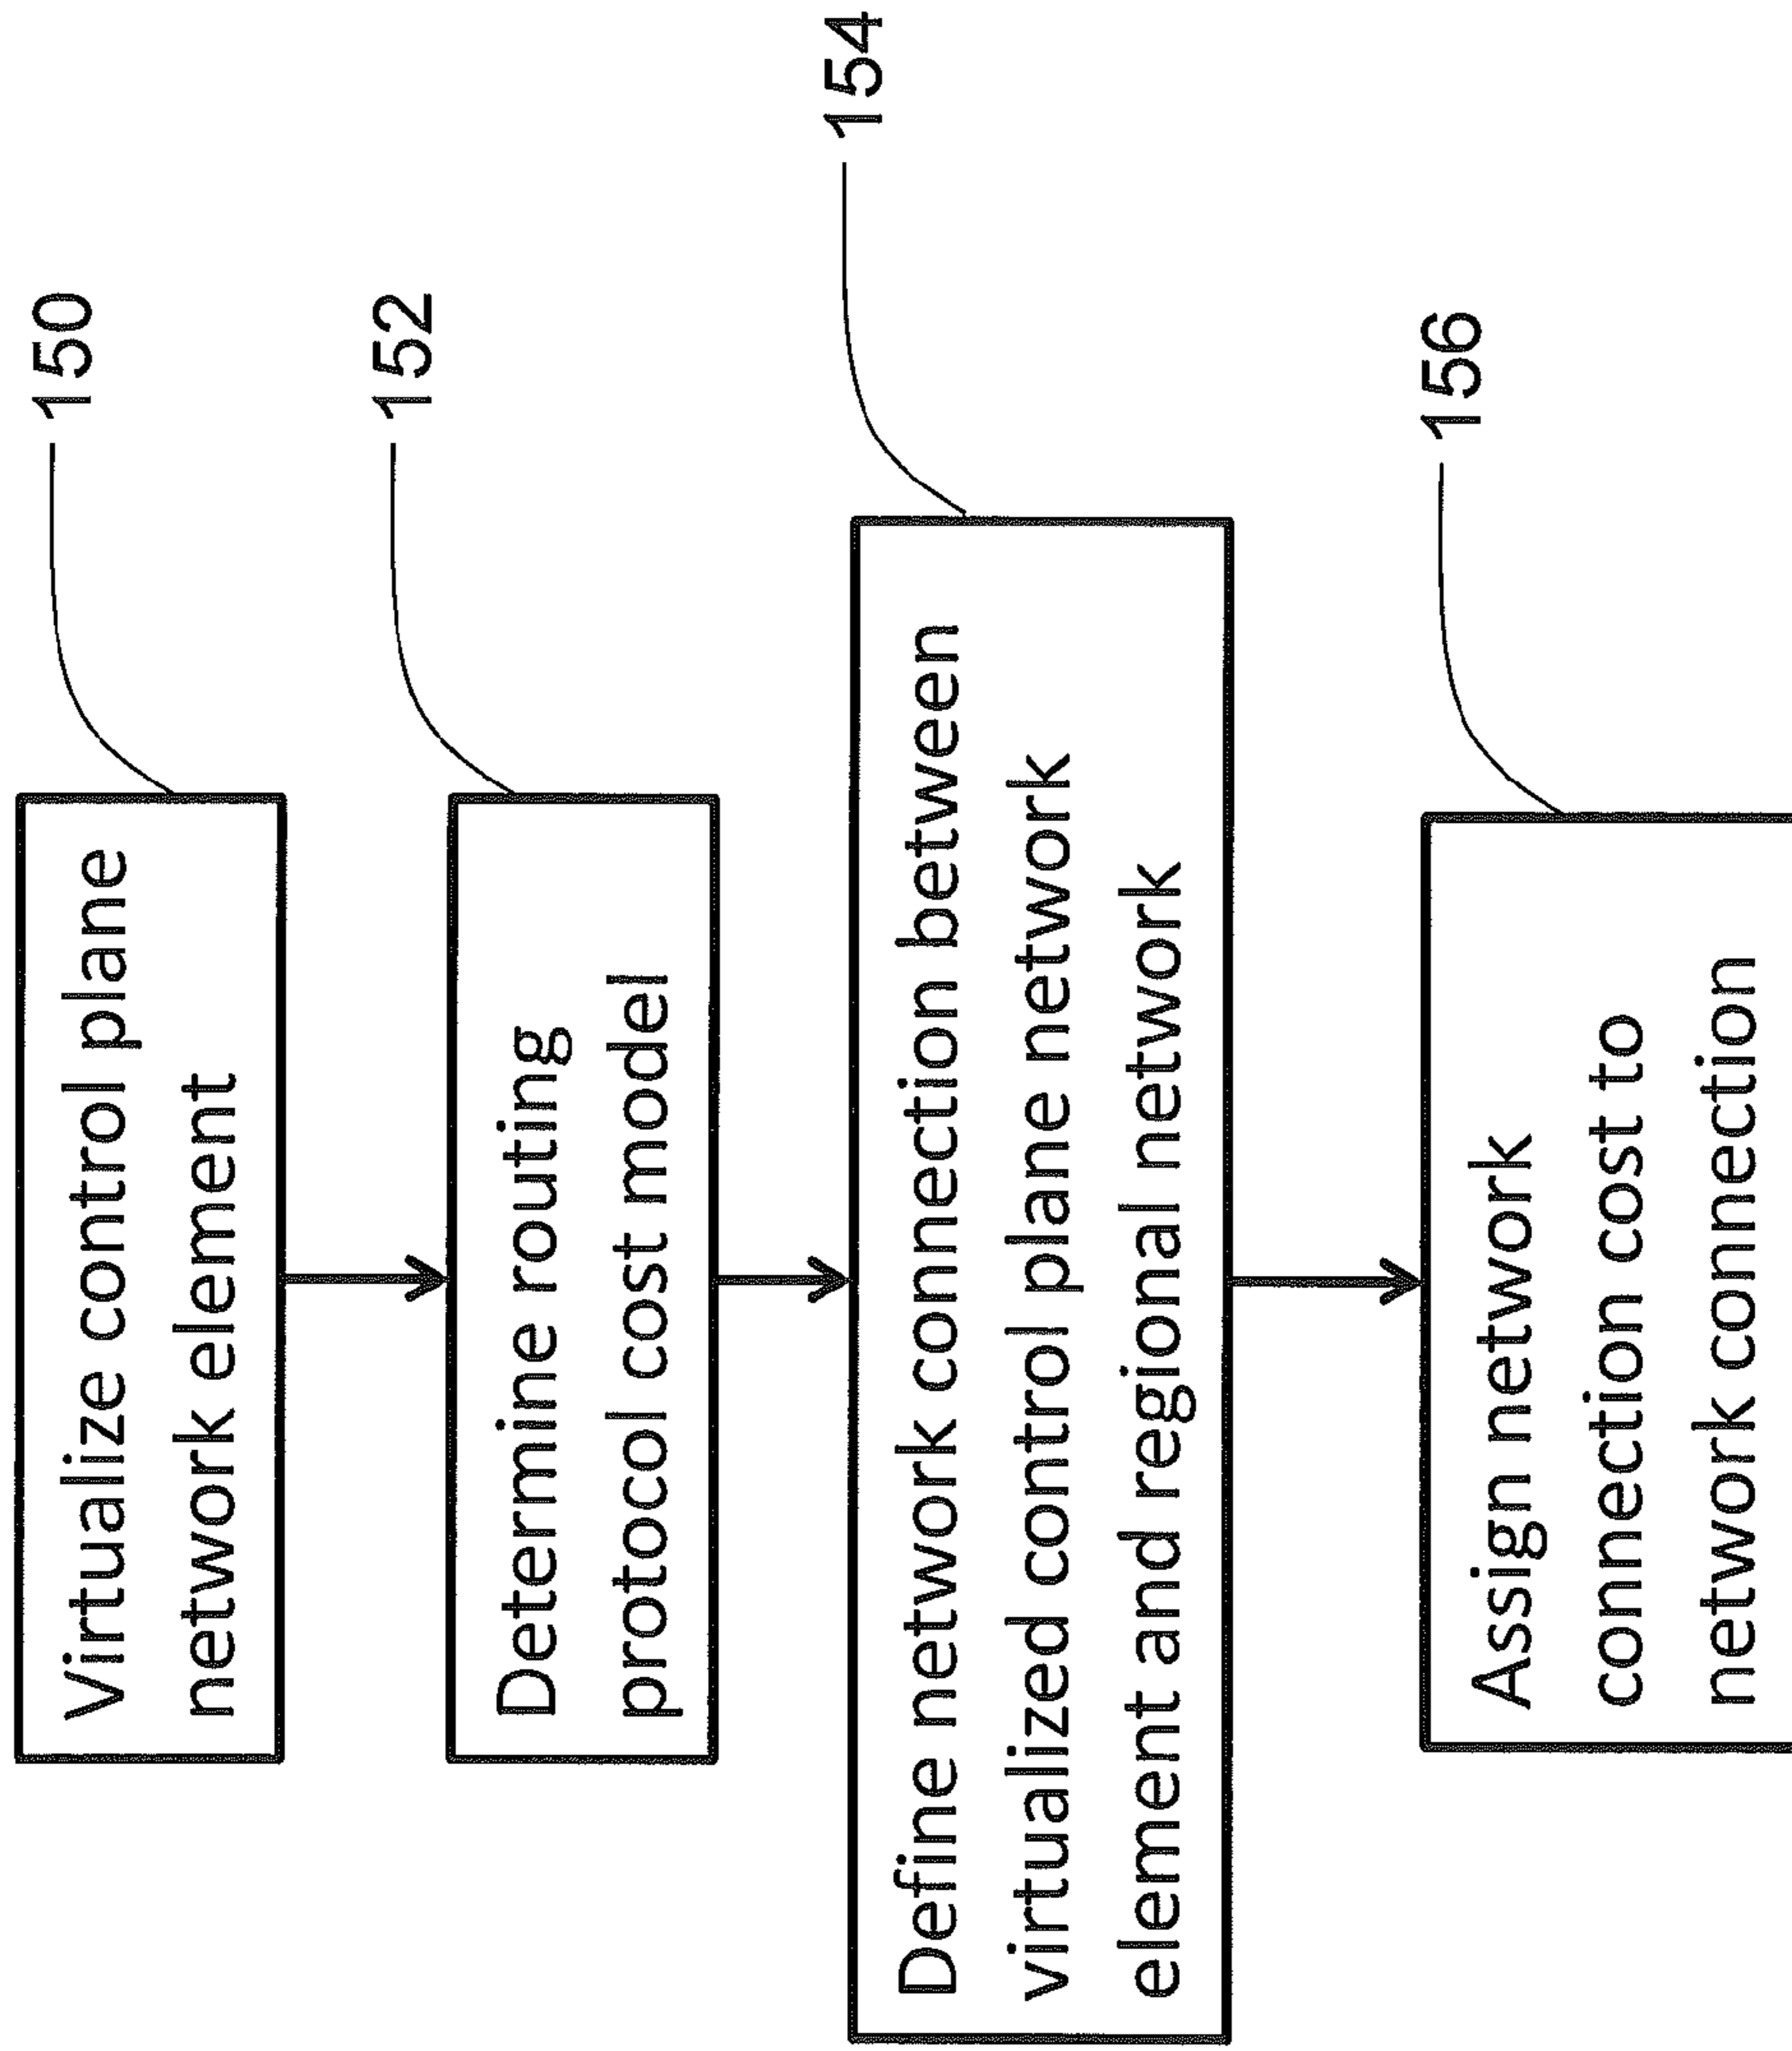 Virtualize control plane
network element
150
Determine routing
protocol cost model
152
Define network connection between
virtualized control plane network
element and regional network
154
Assign network
connection cost to
network connection
156